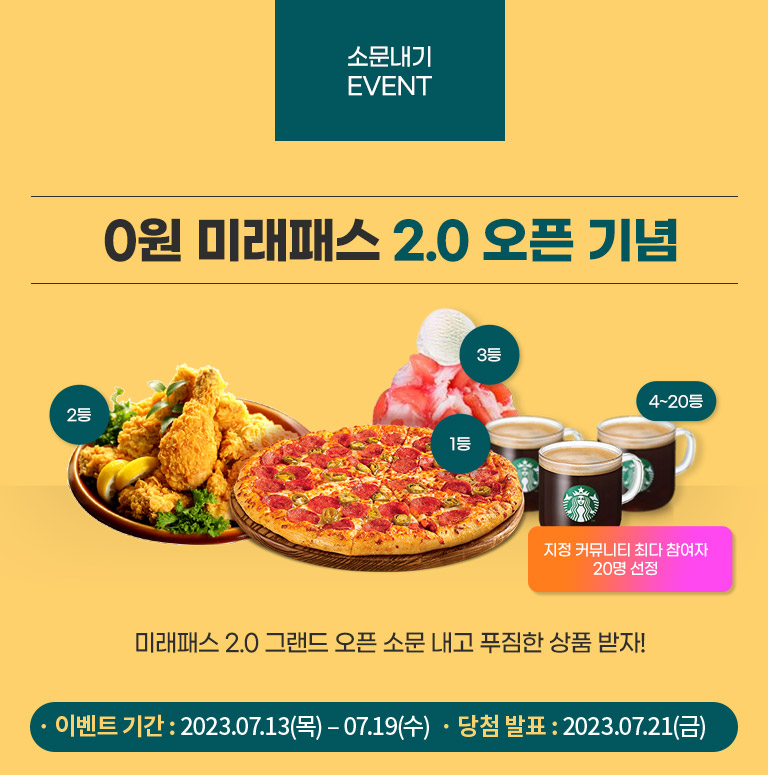 소문내기
EVENT
0원 미래패스 2.0 오픈 기념
3등
2등
4~20등
1등
지정 커뮤니티 최다 참여자
20명 선정
미래패스 2.0 그랜드 오픈 소문 내고 푸짐한 상품 받자!
· 이벤트 기간 : 2023.07.13(목) – 07.19(수) · 당첨 발표 : 2023.07.21(금)